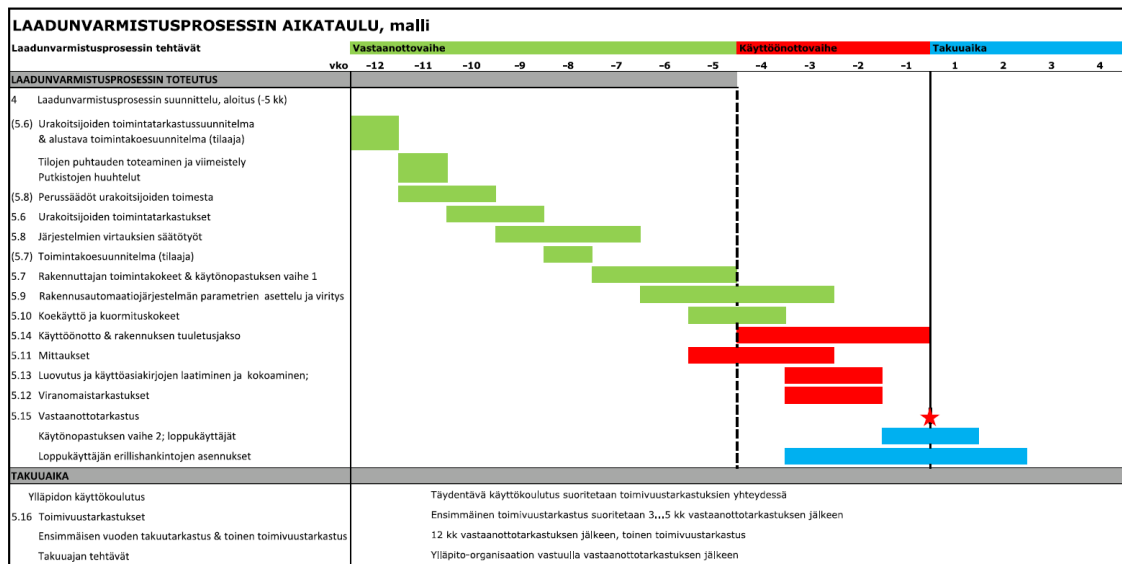 LAADUNVARMISTUSPROSESSIN AIKATAULU, malli
Laadunvarmistusprosessin tehtävät Vastaanottovaihe Käyttöönottovaihe Takuuaika
vko -12 -11 -10 -9 -8 -7 -6 -5 -4 -3 -2 -1 1 2 3 4
LAADUNVARMISTUSPROSESSIN TOTEUTUS
4 Laadunvarmistusprosessin suunnittelu, aloitus (-5 kk)
(5.6) Urakoitsijoiden toimintatarkastussuunnitelma
& alustava toimintakoesuunnitelma (tilaaja)
Tilojen puhtauden toteaminen ja viimeistely
Putkistojen huuhtelut
(5.8) Perussäädöt urakoitsijoiden toimesta
5.6 Urakoitsijoiden toimintatarkastukset
5.8 Järjestelmien virtauksien säätötyöt
(5.7) Toimintakoesuunnitelma (tilaaja)
5.7 Rakennuttajan toimintakokeet & käytönopastuksen vaihe 1
5.9 Rakennusautomaatiojärjestelmän parametrien asettelu ja viritys
5.10 Koekäyttö ja kuormituskokeet
5.14 Käyttöönotto & rakennuksen tuuletusjakso
5.11 Mittaukset
5.13 Luovutus ja käyttöasiakirjojen laatiminen ja kokoaminen;
5.12 Viranomaistarkastukset
5.15 Vastaanottotarkastus
Käytönopastuksen vaihe 2; loppukäyttäjät
Loppukäyttäjän erillishankintojen asennukset
TAKUUAIKA
Ylläpidon käyttökoulutus Täydentävä käyttökoulutus suoritetaan toimivuustarkastuksien yhteydessä
5.16 Toimivuustarkastukset Ensimmäinen toimivuustarkastus suoritetaan 3...5 kk vastaanottotarkastuksen jälkeen
Ensimmäisen vuoden takuutarkastus & toinen toimivuustarkastus 12 kk vastaanottotarkastuksen jälkeen, toinen toimivuustarkastus
Takuuajan tehtävät Ylläpito-organisaation vastuulla vastaanottotarkastuksen jälkeen